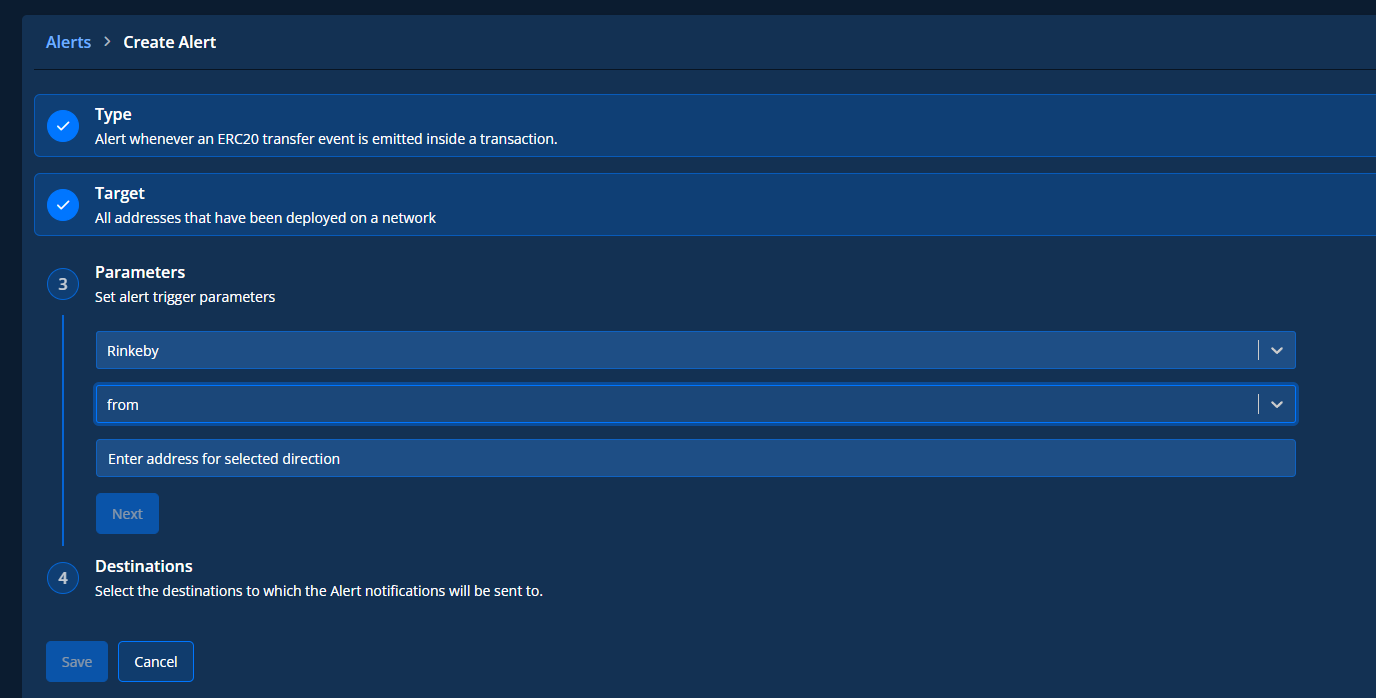 Alerts > Create Alert
Type
Alert whenever an ERC20 transfer event is emitted inside a transaction.
Target
All addresses that have been deployed on a network
3
Parameters
Set alert trigger parameters
Rinkeby
from
Enter address for selected direction
Next
4
Destinations
Select the destinations to which the Alert notifications will be sent to.
Save Cancel